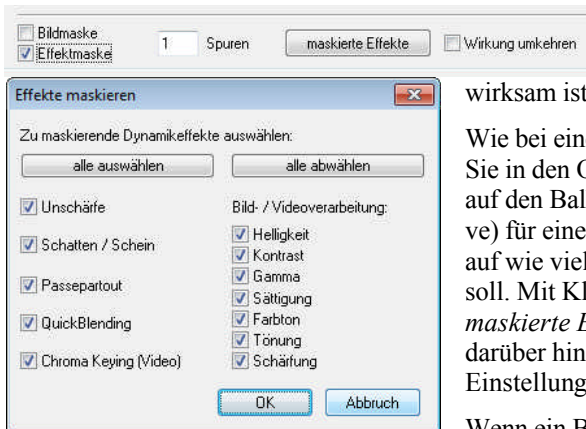 Bildmaske
Effektmaske
1 Spuren
maskierte Effekte
Wirkung umkehren
Effekte maskieren
Zu maskierende Dynamikeffekte auswählen:
alle auswählen
alle abwählen
Unschärfe
Schatten / Schein
Passepartout
QuickBlending
Chroma Keying (Video)
Bild- / Videoverarbeitung:
Helligkeit
Kontrast
Gamma
Sättigung
Farbton
Tönung
Schärfung
OK
Abbruch
wirksam ist
Wie bei ein
Sie in den
auf den Bal
ve) für eine
auf wie viel
soll. Mit Kl
maskierte
darüber hin
Einstellung
Wenn ein